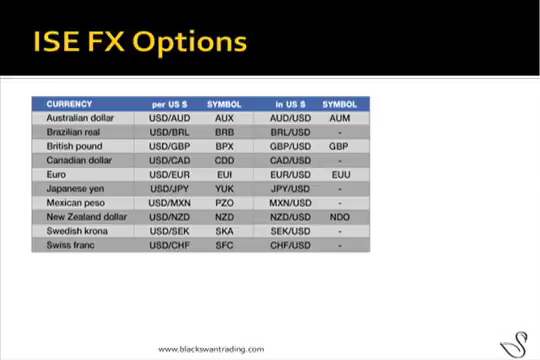 ISE FX Options
CURRENCY per US $ SYMBOL in US $ SYMBOL
Australian dollar USD/AUD AUX AUD/USD AUM
Brazilian real USD/BRL BRB BRL/USD -
British pound USD/GBP BPX GBP/USD GBP
Canadian dollar USD/CAD CDD CAD/USD -
Euro USD/EUR EUI EUR/USD EUU
Japanese yen USD/JPY YUK JPY/USD -
Mexican peso USD/MXN PZO MXN/USD -
New Zealand dollar USD/NZD NZD NZD/USD NDO
Swedish krona USD/SEK SKA SEK/USD -
Swiss franc USD/CHF SFC CHF/USD -
www.blackswantrading.com